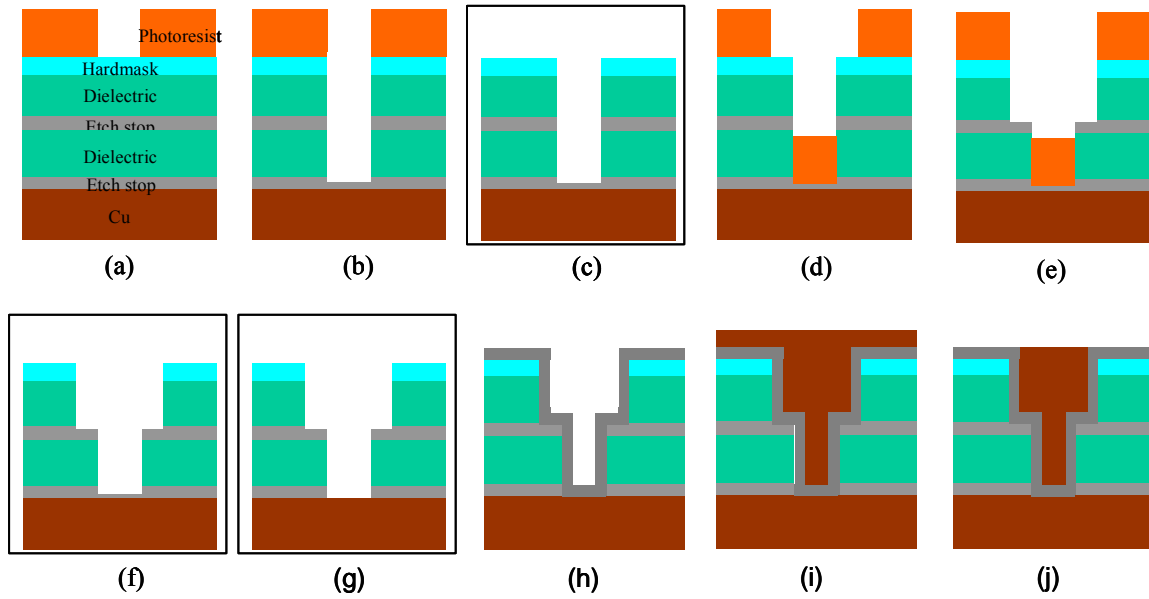 Photoresist
Hardmask
Dielectric
Etch stop
Dielectric
Etch stop
Cu
(a)
(b)
(c)
(d)
(e)
(f)
(g)
(h)
(i)
(j)